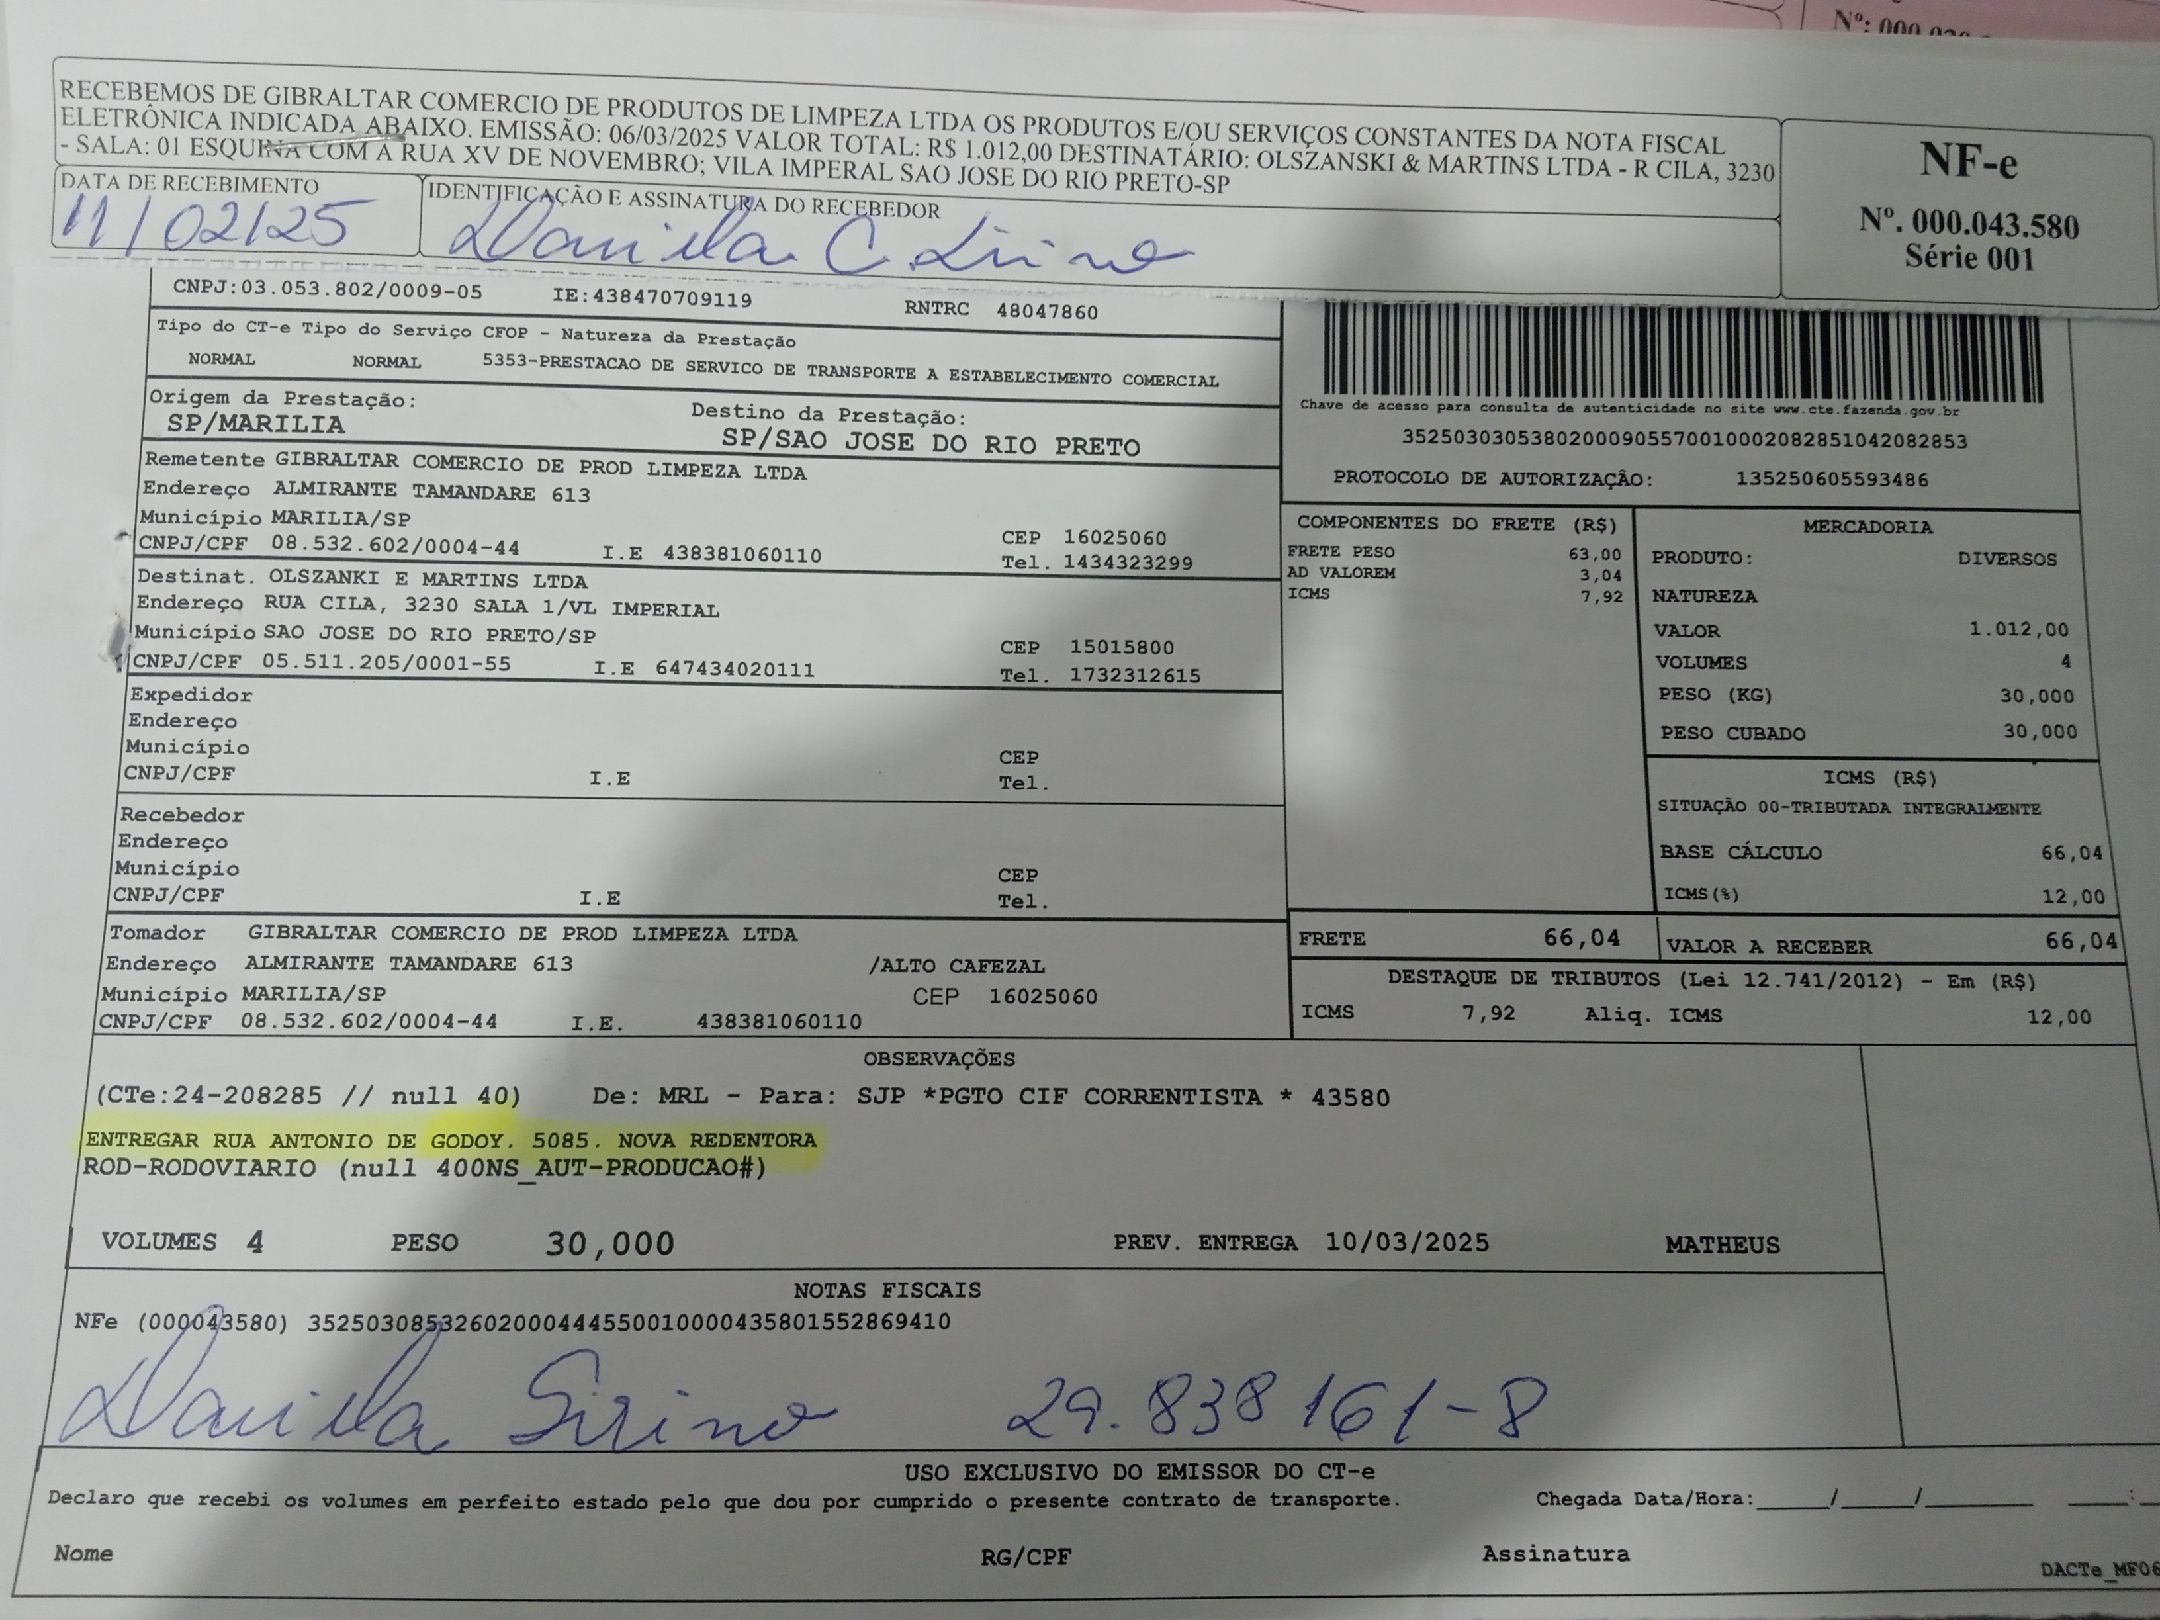 Nº: 000.
RECEBEMOS DE GIBRALTAR COMERCIO DE PRODUTOS DE LIMPEZA LTDA OS PRODUTOS E/OU SERVIÇOS CONSTANTES DA NOTA FISCAL
ELETRÔNICA INDICADA ABAIXO. EMISSÃO: 06/03/2025 VALOR TOTAL: R$ 1.012,00 DESTINATÁRIO: OLSZANSKI & MARTINS LTDA - R CILA, 3230
- SALA: 01 ESQUINA COM A RUA XV DE NOVEMBRO; VILA IMPERIAL SAO JOSE DO RIO PRETO-SP
NF-e
Nº. 000.043.580
Série 001
DATA DE RECEBIMENTO
11/02/25
IDENTIFICAÇÃO E ASSINATURA DO RECEBEDOR
Daniela C. Sirino
CNPJ:03.053.802/0009-05 IE:438470709119 RNTRC 48047860
Tipo do CT-e Tipo do Serviço CFOP - Natureza da Prestação
NORMAL NORMAL 5353-PRESTACAO DE SERVICO DE TRANSPORTE A ESTABELECIMENTO COMERCIAL
Chave de acesso para consulta de autenticidade no site www.cte.fazenda.gov.br
35250303053802000905570010002082851042082853
PROTOCOLO DE AUTORIZAÇÃO: 135250605593486
Origem da Prestação:
SP/MARILIA
Destino da Prestação:
SP/SAO JOSE DO RIO PRETO
Remetente GIBRALTAR COMERCIO DE PROD LIMPEZA LTDA
Endereço ALMIRANTE TAMANDARE 613
Município MARILIA/SP CEP 16025060
CNPJ/CPF 08.532.602/0004-44 I.E 438381060110 Tel. 1434323299
Destinat. OLSZANKI E MARTINS LTDA
Endereço RUA CILA, 3230 SALA 1/VL IMPERIAL
Município SAO JOSE DO RIO PRETO/SP CEP 15015800
CNPJ/CPF 05.511.205/0001-55 I.E 647434020111 Tel. 1732312615
Expedidor
Endereço
Município CEP
CNPJ/CPF I.E Tel.
Recebedor
Endereço
Município CEP
CNPJ/CPF I.E Tel.
Tomador GIBRALTAR COMERCIO DE PROD LIMPEZA LTDA
Endereço ALMIRANTE TAMANDARE 613 /ALTO CAFEZAL
Município MARILIA/SP CEP 16025060
CNPJ/CPF 08.532.602/0004-44 I.E. 438381060110
COMPONENTES DO FRETE (R$)
FRETE PESO 63,00
AD VALOREM 3,04
ICMS 7,92
MERCADORIA
PRODUTO: DIVERSOS
NATUREZA
VALOR 1.012,00
VOLUMES 4
PESO (KG) 30,000
PESO CUBADO 30,000
ICMS (R$)
SITUAÇÃO 00-TRIBUTADA INTEGRALMENTE
BASE CÁLCULO 66,04
ICMS(%) 12,00
FRETE 66,04 VALOR A RECEBER 66,04
DESTAQUE DE TRIBUTOS (Lei 12.741/2012) - Em (R$)
ICMS 7,92 Aliq. ICMS 12,00
OBSERVAÇÕES
(CTe:24-208285 // null 40) De: MRL - Para: SJP *PGTO CIF CORRENTISTA * 43580
ENTREGAR RUA ANTONIO DE GODOY. 5085. NOVA REDENTORA
ROD-RODOVIARIO (null 400NS_AUT-PRODUCAO#)
VOLUMES 4 PESO 30,000 PREV. ENTREGA 10/03/2025 MATHEUS
NOTAS FISCAIS
NFe (000043580) 35250308532602000444550010000435801552869410
Daniela Sirino 29.838161-8
USO EXCLUSIVO DO EMISSOR DO CT-e
Declaro que recebi os volumes em perfeito estado pelo que dou por cumprido o presente contrato de transporte. Chegada Data/Hora:_____/_____/_______ ____:__
Nome RG/CPF Assinatura
DACTe_MF06